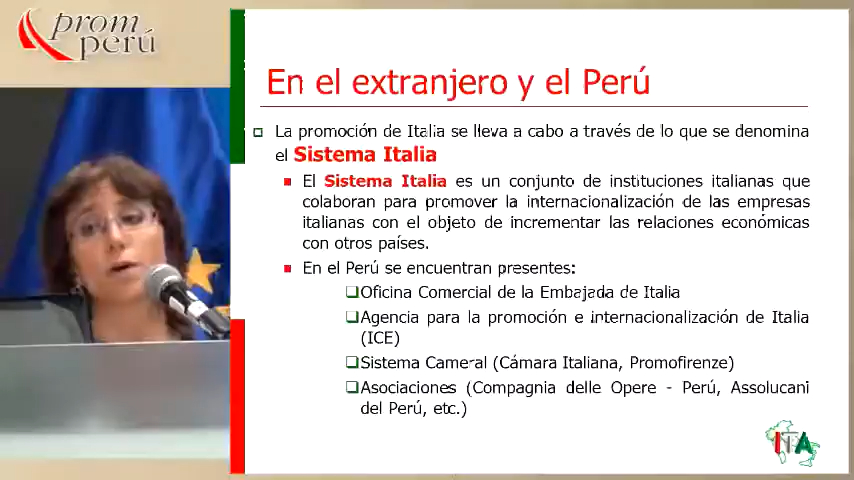 prom
perú
En el extranjero y el Perú
La promoción de Italia se lleva a cabo a través de lo que se denomina
el Sistema Italia
El Sistema Italia es un conjunto de instituciones italianas que
colaboran para promover la internacionalización de las empresas
italianas con el objeto de incrementar las relaciones económicas
con otros países.
En el Perú se encuentran presentes:
Oficina Comercial de la Embajada de Italia
Agencia para la promoción e internacionalización de Italia
(ICE)
Sistema Cameral (Cámara Italiana, Promofirenze)
Asociaciones (Compagnia delle Opere - Perú, Assolucani
del Perú, etc.)
ITA